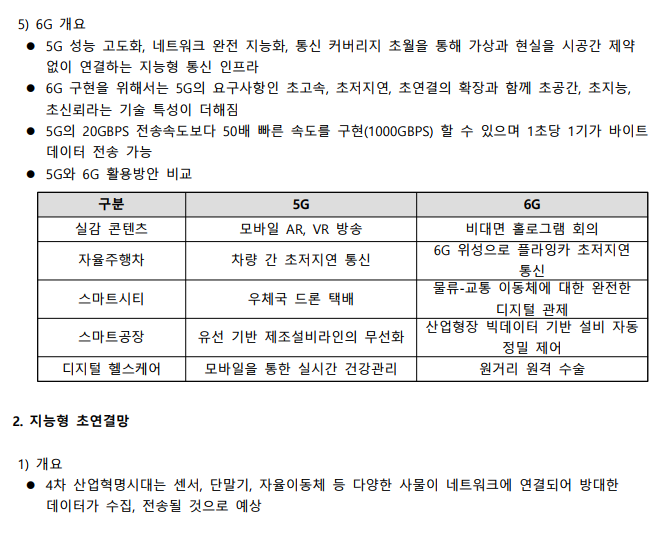 5) 6G 개요
● 5G 성능 고도화, 네트워크 완전 지능화, 통신 커버리지 초월을 통해 가상과 현실을 시공간 제약
없이 연결하는 지능형 통신 인프라
● 6G 구현을 위해서는 5G의 요구사항인 초고속, 초저지연, 초연결의 확장과 함께 초공간, 초지능,
초신뢰라는 기술 특성이 더해짐
● 5G의 20GBPS 전송속도보다 50배 빠른 속도를 구현(1000GBPS) 할 수 있으며 1초당 1기가 바이트
데이터 전송 가능
● 5G와 6G 활용방안 비교
구분 5G 6G
실감 콘텐츠 모바일 AR, VR 방송 비대면 홀로그램 회의
자율주행차 차량 간 초저지연 통신 6G 위성으로 플라잉카 초저지연
통신
스마트시티 우체국 드론 택배 물류-교통 이동체에 대한 완전한
디지털 관제
스마트공장 유선 기반 제조설비라인의 무선화 산업형장 빅데이터 기반 설비 자동
정밀 제어
디지털 헬스케어 모바일을 통한 실시간 건강관리 원거리 원격 수술
2. 지능형 초연결망
1) 개요
● 4차 산업혁명시대는 센서, 단말기, 자율이동체 등 다양한 사물이 네트워크에 연결되어 방대한
데이터가 수집, 전송될 것으로 예상